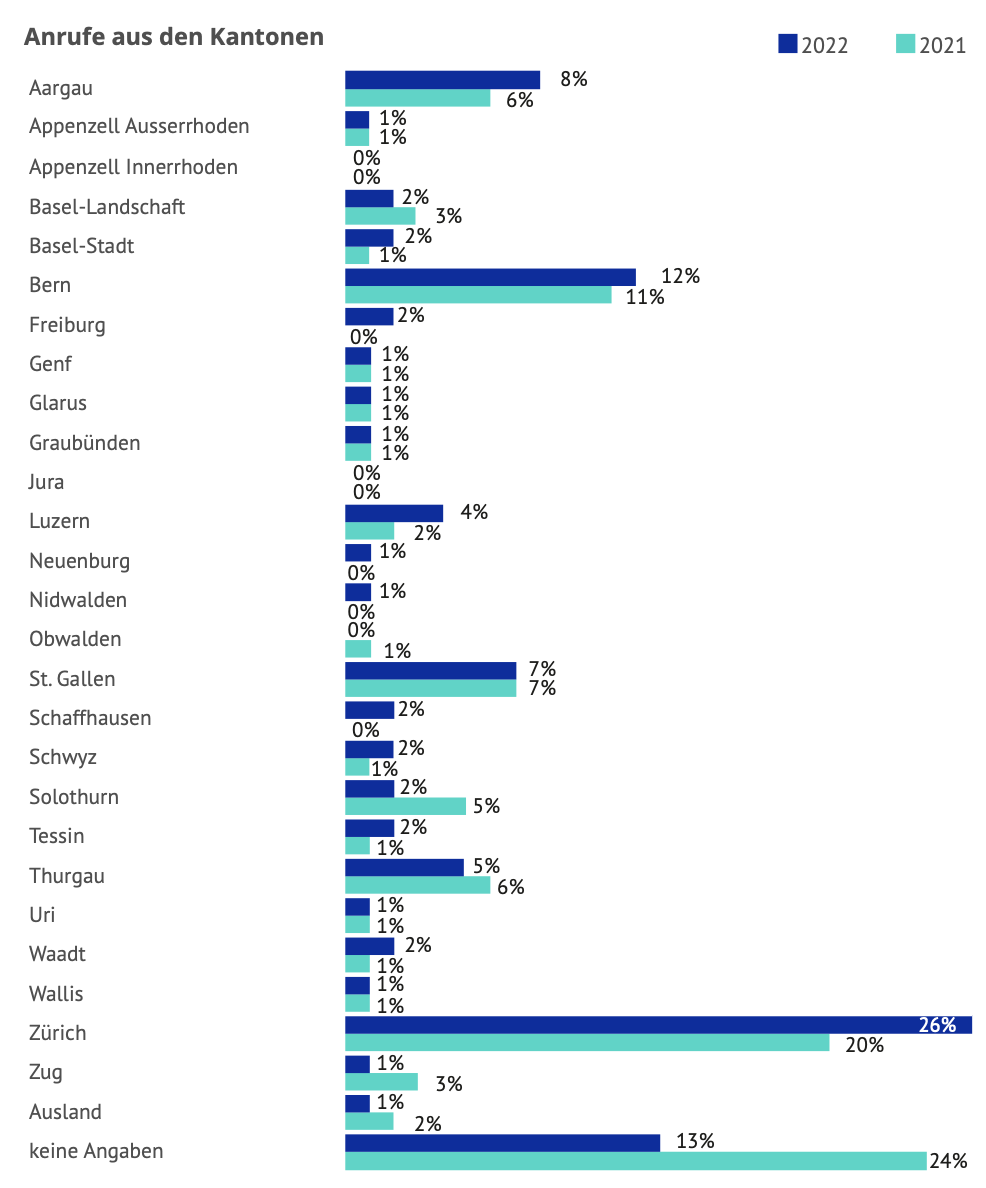 Anrufe aus den Kantonen
2022 2021
Aargau 8%
6%
Appenzell Ausserrhoden 1%
1%
Appenzell Innerrhoden 0%
0%
Basel-Landschaft 2%
3%
Basel-Stadt 2%
1%
Bern 12%
11%
Freiburg 2%
0%
Genf 1%
1%
Glarus 1%
1%
Graubünden 1%
1%
Jura 0%
0%
Luzern 4%
2%
Neuenburg 1%
0%
Nidwalden 1%
0%
Obwalden 0%
1%
St. Gallen 7%
7%
Schaffhausen 2%
0%
Schwyz 2%
1%
Solothurn 2%
5%
Tessin 2%
1%
Thurgau 5%
6%
Uri 1%
1%
Waadt 2%
1%
Wallis 1%
1%
Zürich 26%
20%
Zug 1%
3%
Ausland 1%
2%
keine Angaben 13%
24%